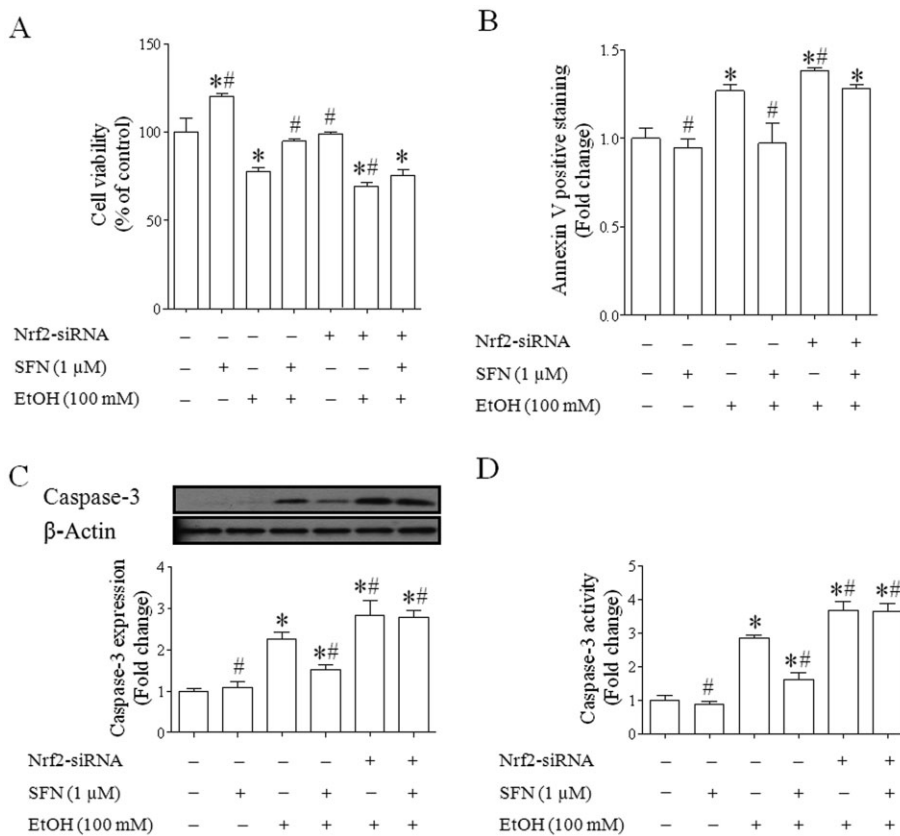 A
Cell viability
(% of control)
150
100
50
0
*#
*
#
#
*#
*
Nrf2-siRNA − − − − + + +
SFN (1 μM) − + − + − − +
EtOH (100 mM) − − + + − + +
B
Annexin V positive staining
(Fold change)
1.5
1.0
0.5
0.0
#
*
#
*#
*
Nrf2-siRNA − − − − + +
SFN (1 μM) − + − + − +
EtOH (100 mM) − − + + + +
C
Caspase-3
β-Actin
Caspase-3 expression
(Fold change)
4
3
2
1
0
#
*
*#
*#
*#
Nrf2-siRNA − − − − + +
SFN (1 μM) − + − + − +
EtOH (100 mM) − − + + + +
D
Caspase-3 activity
(Fold change)
5
4
3
2
1
0
#
*
*#
*#
*#
Nrf2-siRNA − − − − + +
SFN (1 μM) − + − + − +
EtOH (100 mM) − − + + + +